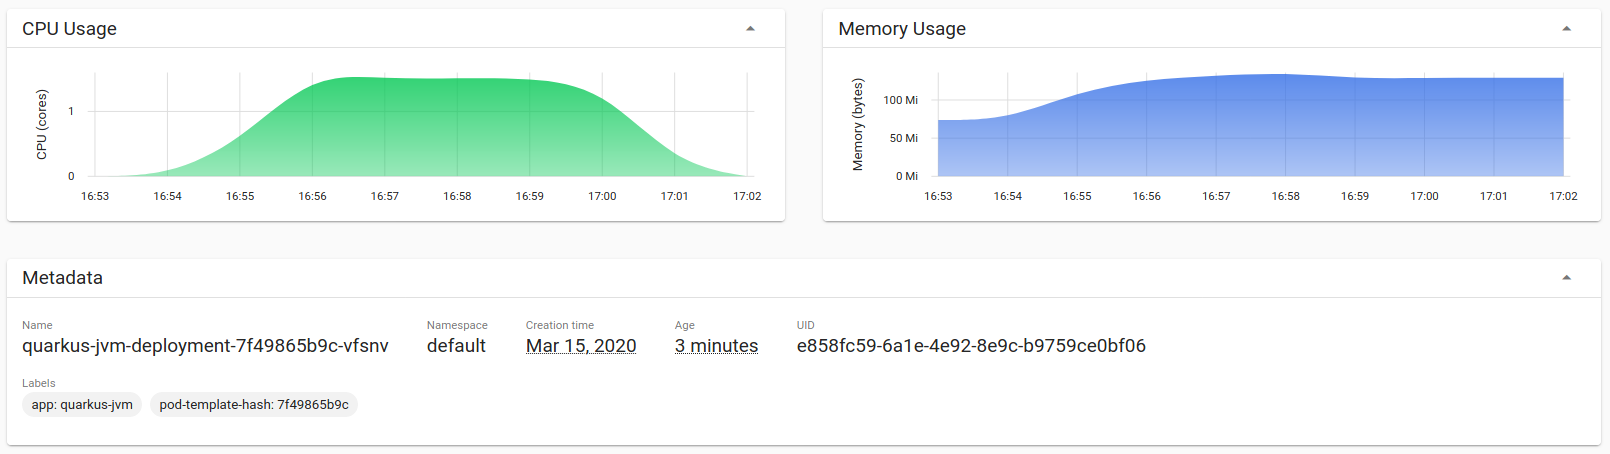 CPU Usage
CPU (cores)
1
0
16:53 16:54 16:55 16:56 16:57 16:58 16:59 17:00 17:01 17:02
Memory Usage
Memory (bytes)
100 Mi
50 Mi
0 Mi
16:53 16:54 16:55 16:56 16:57 16:58 16:59 17:00 17:01 17:02
Metadata
Name Namespace Creation time Age UID
quarkus-jvm-deployment-7f49865b9c-vfsnv default Mar 15, 2020 3 minutes e858fc59-6a1e-4e92-8e9c-b9759ce0bf06
Labels
app: quarkus-jvm pod-template-hash: 7f49865b9c